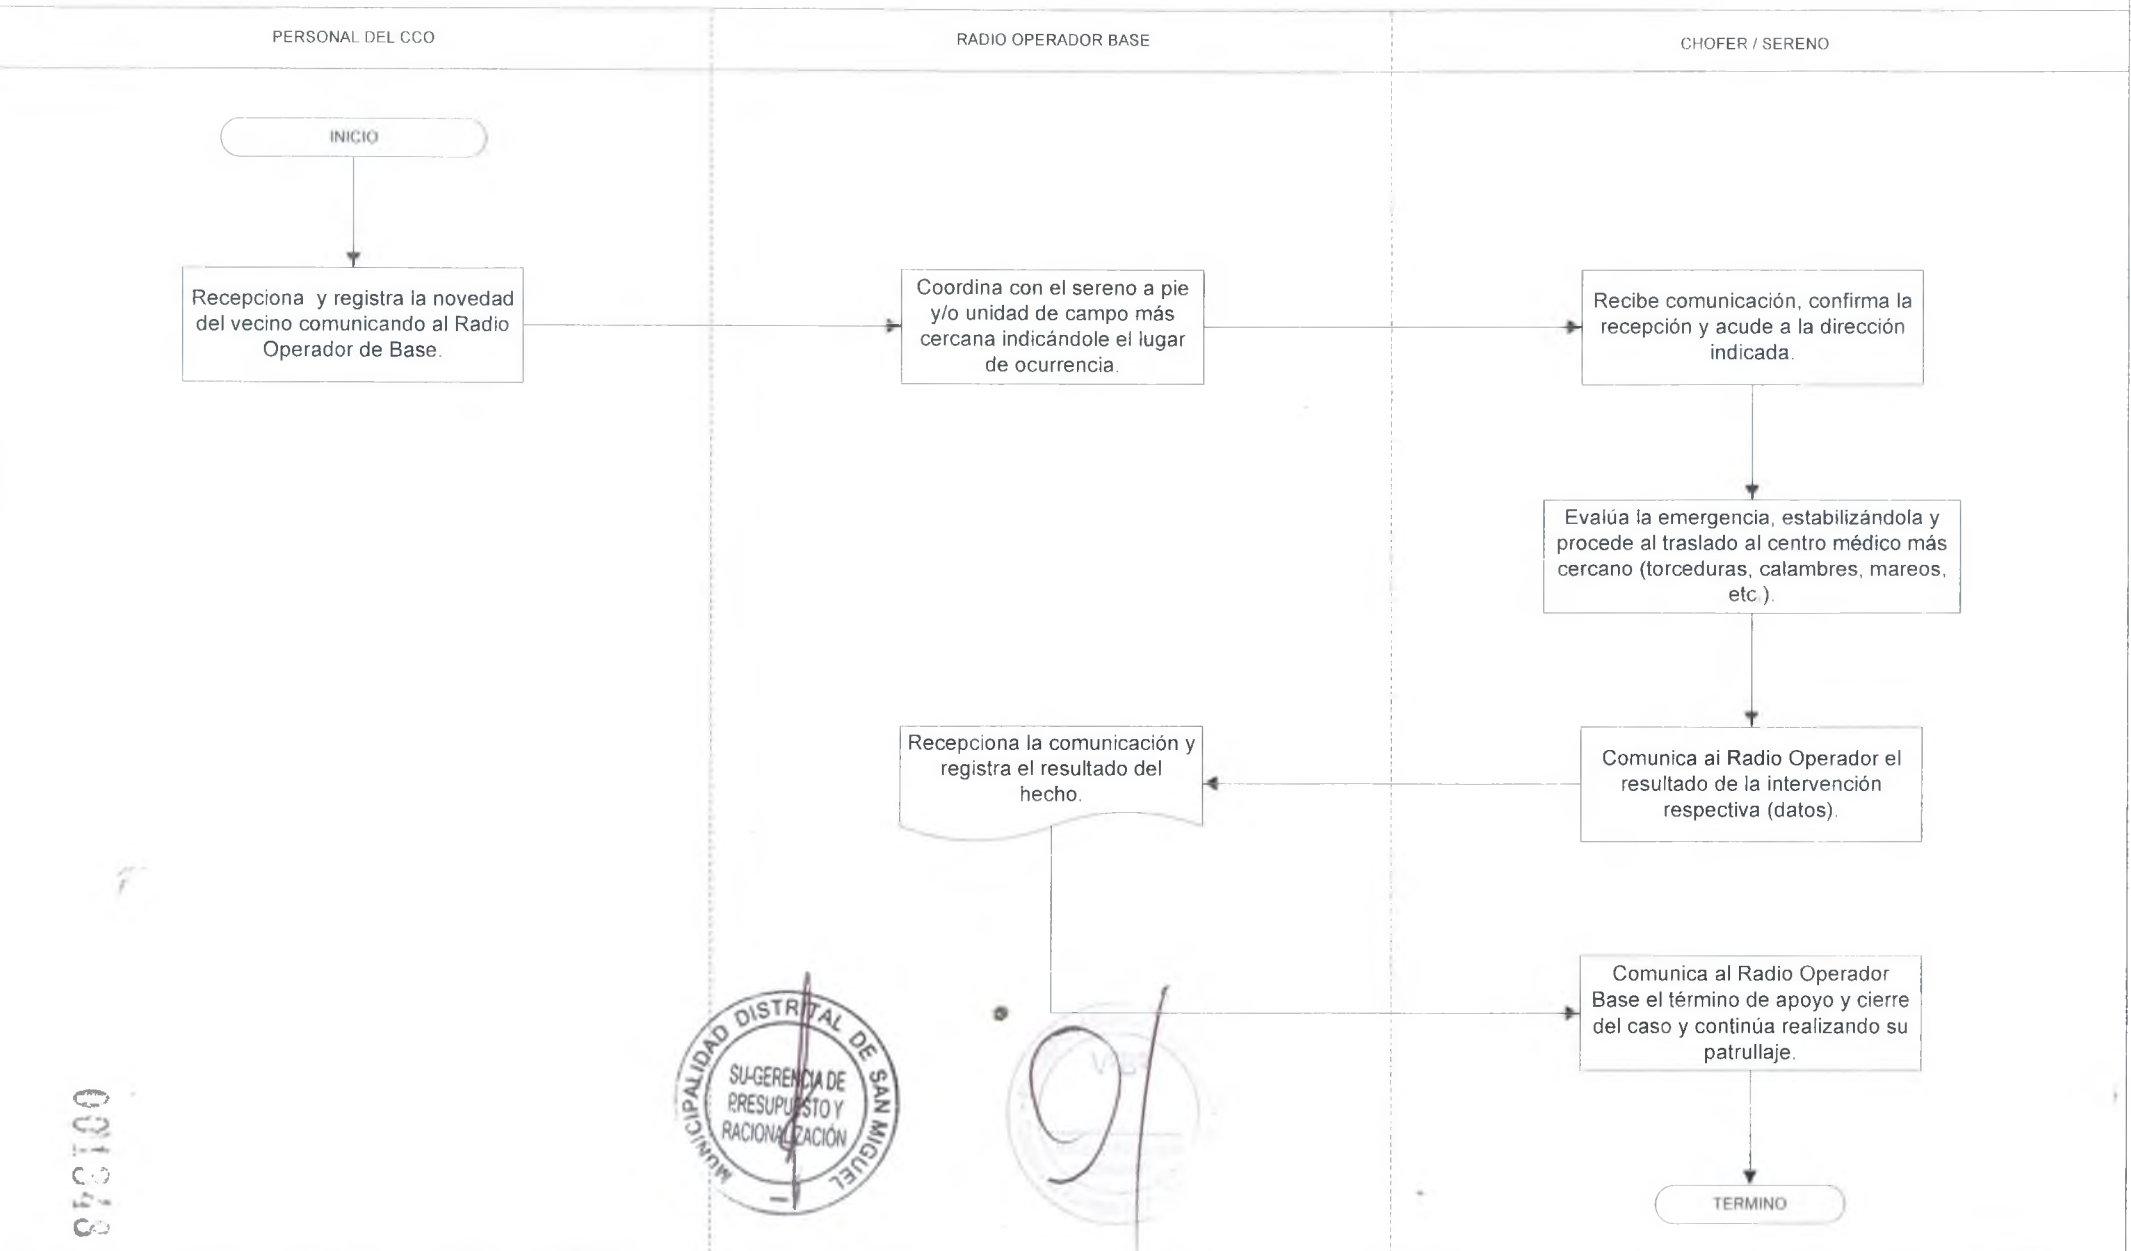 PERSONAL DEL CCO
RADIO OPERADOR BASE
CHOFER / SERENO
INICIO
Recepciona y registra la novedad
del vecino comunicando al Radio
Operador de Base.
Coordina con el sereno a pie
y/o unidad de campo más
cercana indicándole el lugar
de ocurrencia.
Recibe comunicación, confirma la
recepción y acude a la dirección
indicada.
Evalúa la emergencia, estabilizándola y
procede al traslado al centro médico más
cercano (torceduras, calambres, mareos,
etc.).
Comunica al Radio Operador el
resultado de la intervención
respectiva (datos).
Recepciona la comunicación y
registra el resultado del
hecho.
Comunica al Radio Operador
Base el término de apoyo y cierre
del caso y continúa realizando su
patrullaje.
TERMINO
MUNICIPALIDAD DISTRITAL DE SAN MIGUEL
SU-GERENCIA DE
PRESUPUESTO Y
RACIONALIZACIÓN
001348